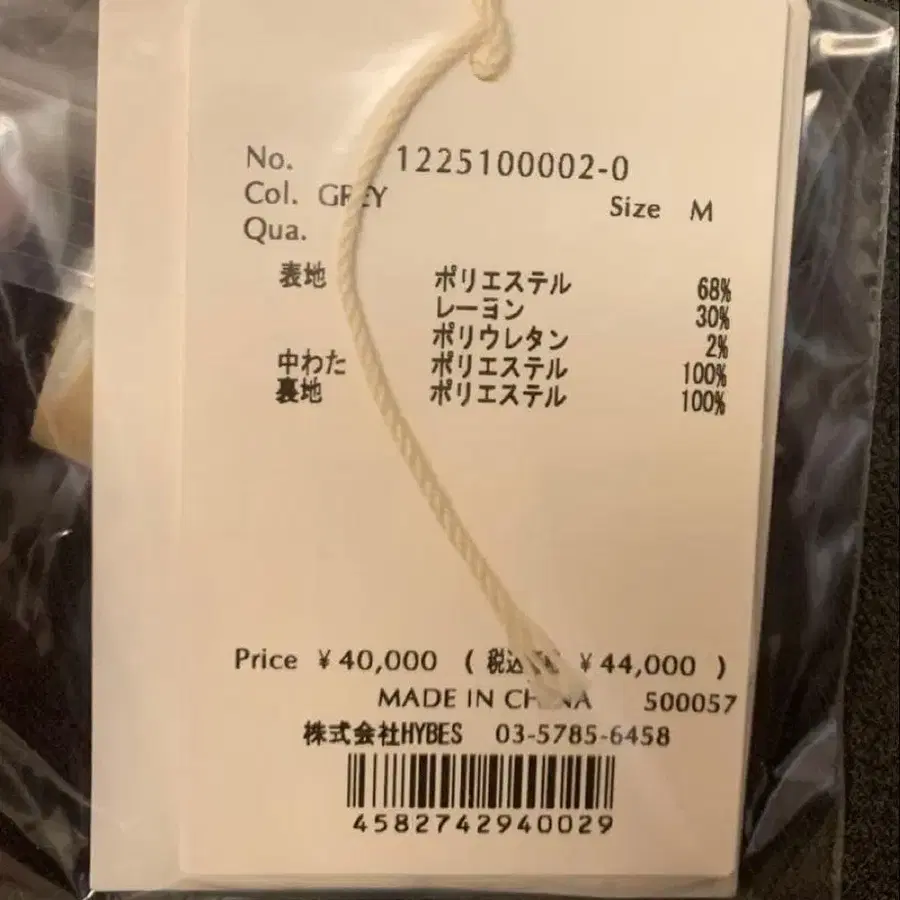 No. 1225100002-0
Col. GREY Size M
Qua.
表地 ポリエステル 68%
レーヨン 30%
ポリウレタン 2%
中わた ポリエステル 100%
裏地 ポリエステル 100%
Price ¥40,000 ( 税込 ¥44,000 )
MADE IN CHINA 500057
株式会社HYBES 03-5785-6458
4582742940029